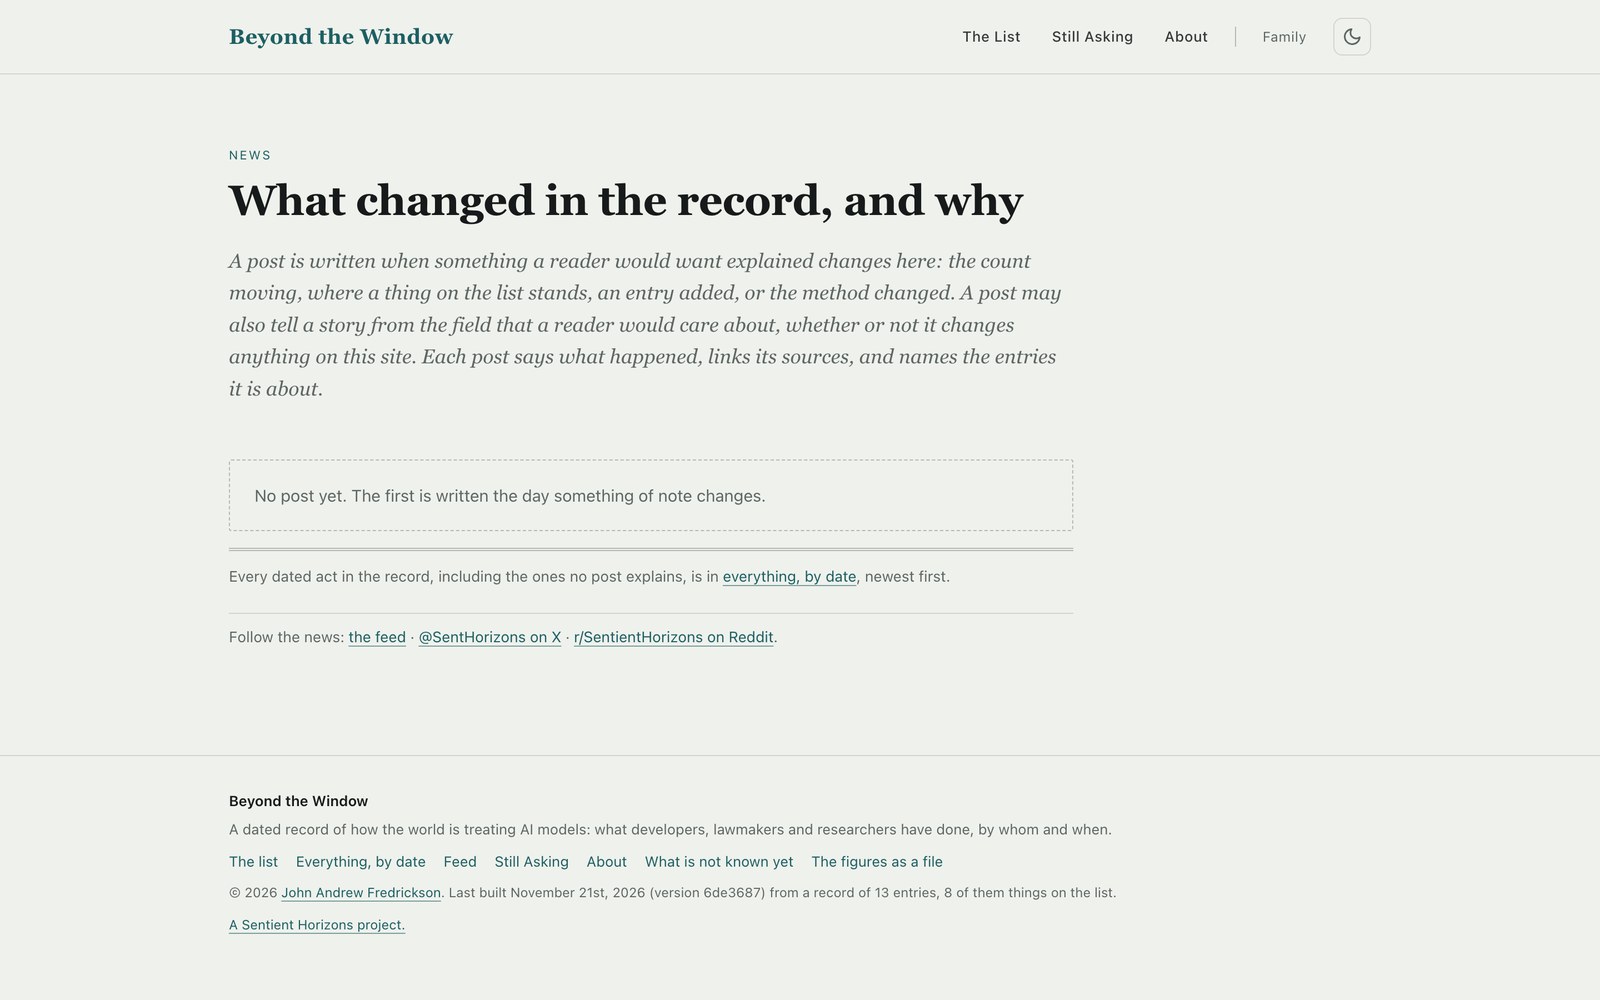 Beyond the Window
The List
Still Asking
About
Family
NEWS
What changed in the record, and why
A post is written when something a reader would want explained changes here: the count
moving, where a thing on the list stands, an entry added, or the method changed. A post may
also tell a story from the field that a reader would care about, whether or not it changes
anything on this site. Each post says what happened, links its sources, and names the entries
it is about.
No post yet. The first is written the day something of note changes.
Every dated act in the record, including the ones no post explains, is in everything, by date, newest first.
Follow the news: the feed · @SentHorizons on X · r/SentientHorizons on Reddit.
Beyond the Window
A dated record of how the world is treating AI models: what developers, lawmakers and researchers have done, by whom and when.
The list Everything, by date Feed Still Asking About What is not known yet The figures as a file
© 2026 John Andrew Fredrickson. Last built November 21st, 2026 (version 6de3687) from a record of 13 entries, 8 of them things on the list.
A Sentient Horizons project.